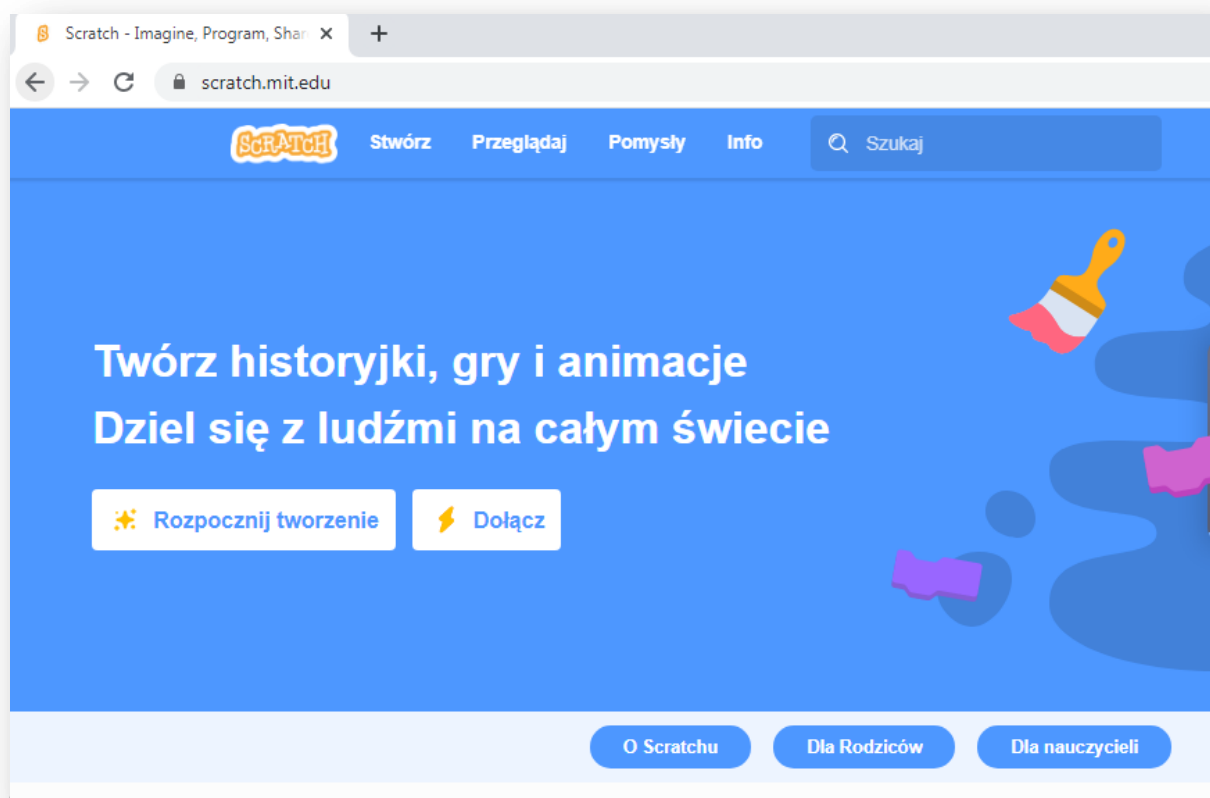 Scratch - Imagine, Program, Shar
scratch.mit.edu
SCRATCH Stwórz Przeglądaj Pomysły Info Szukaj
Twórz historyjki, gry i animacje
Dziel się z ludźmi na całym świecie
Rozpocznij tworzenie Dołącz
O Scratchu Dla Rodziców Dla nauczycieli